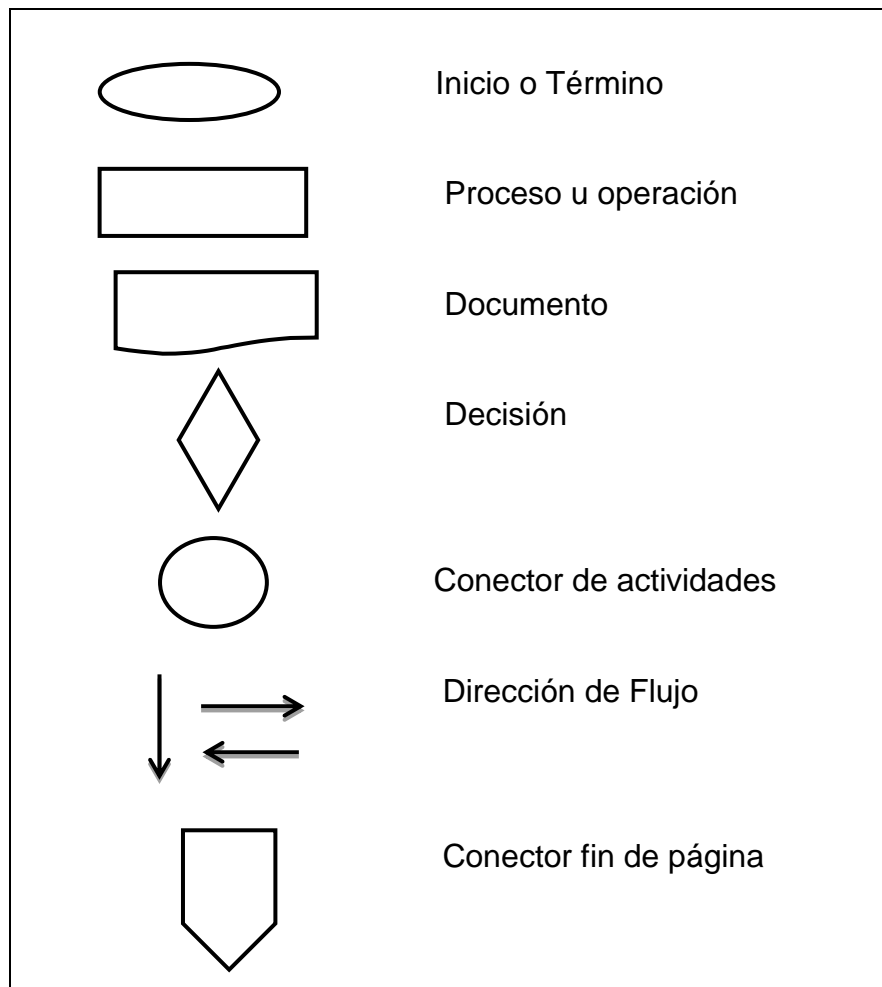 Inicio o Término
Proceso u operación
Documento
Decisión
Conector de actividades
Dirección de Flujo
Conector fin de página